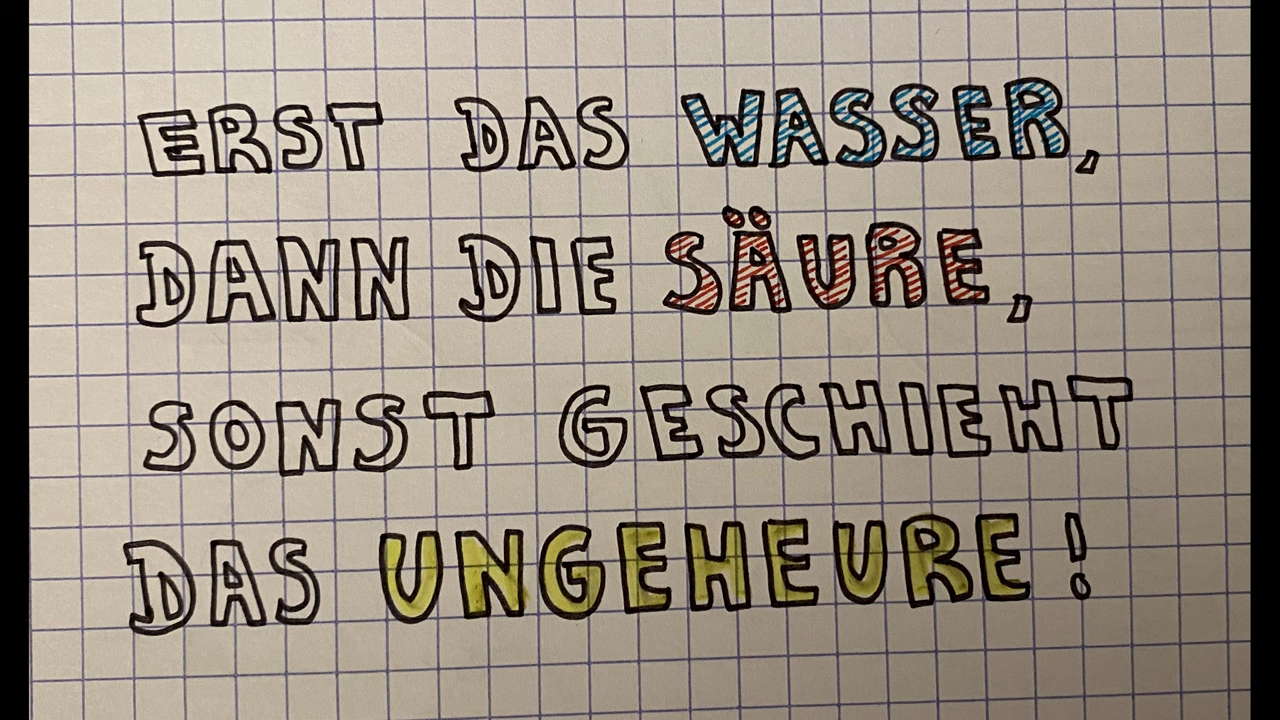 ERST DAS WASSER,
DANN DIE SÄURE,
SONST GESCHIEHT
DAS UNGEHEURE!